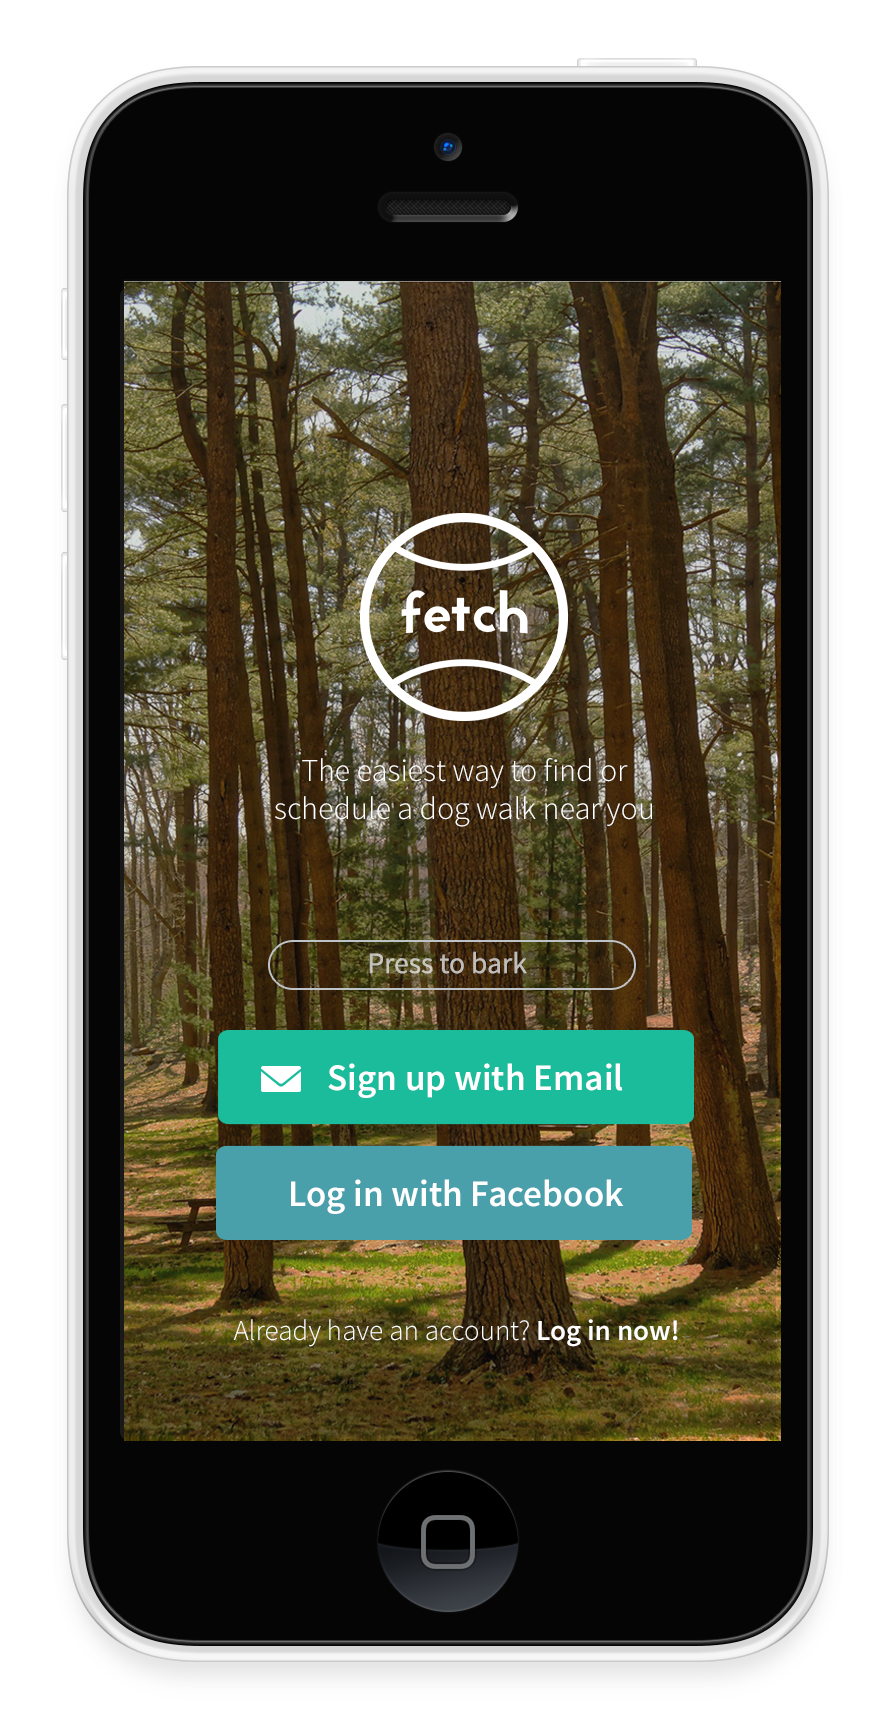 fetch
The easiest way to find or
schedule a dog walk near you
Press to bark
Sign up with Email
Log in with Facebook
Already have an account? Log in now!